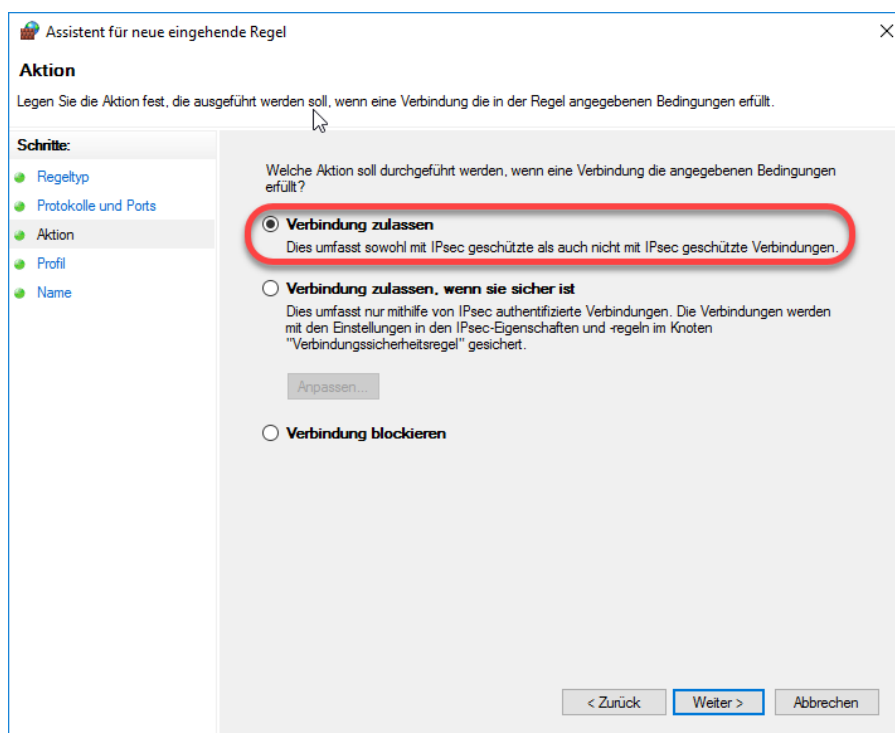 Assistent für neue eingehende Regel
Aktion
Legen Sie die Aktion fest, die ausgeführt werden soll, wenn eine Verbindung die in der Regel angegebenen Bedingungen erfüllt.
Schritte:
Regeltyp
Protokolle und Ports
Aktion
Profil
Name
Welche Aktion soll durchgeführt werden, wenn eine Verbindung die angegebenen Bedingungen
erfüllt?
Verbindung zulassen
Dies umfasst sowohl mit IPsec geschützte als auch nicht mit IPsec geschützte Verbindungen.
Verbindung zulassen, wenn sie sicher ist
Dies umfasst nur mithilfe von IPsec authentifizierte Verbindungen. Die Verbindungen werden
mit den Einstellungen in den IPsec-Eigenschaften und -regeln im Knoten
"Verbindungssicherheitsregel" gesichert.
Anpassen...
Verbindung blockieren
< Zurück
Weiter >
Abbrechen